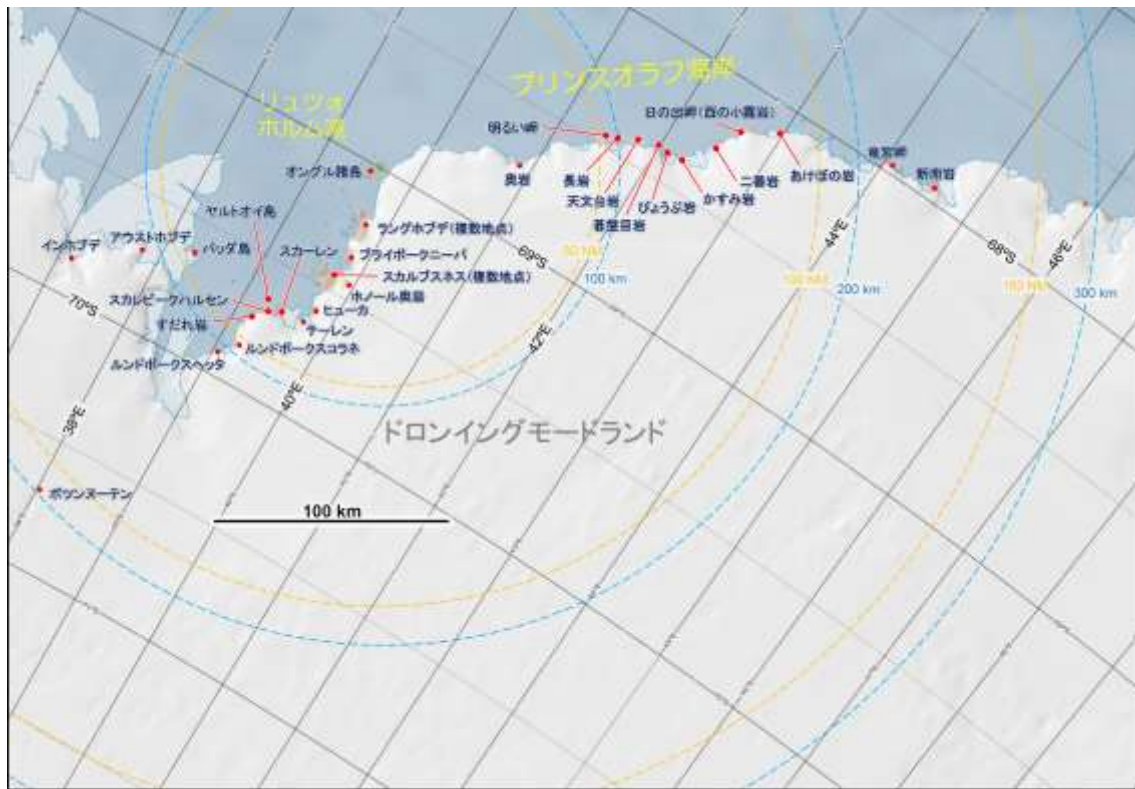 プリンスオラフ海岸
リュツォ
ホルム湾
日の出岬(西の小露岩)
明るい岬
オングル諸島
奥岩
長岩
天文台岩
碁盤目岩
びょうぶ岩
かすみ岩
二番岩
あけぼの岩
竜宮岬
新南岩
ヤルトオイ島
ラングホブデ(複数地点)
インホブデ
アウストホブデ
パッダ島
スカーレン
ブライボークニーパ
スカルブスネス(複数地点)
ホノール奥岩
スカレビークハルセン
すだれ岩
ヒューカ
テーレン
ルンドボークスコラネ
ルンドボークスヘッタ
69°S
50 NM
100 km
44°E
100 NM
200 km
68°S
46°E
150 NM
300 km
70°S
42°E
40°E
38°E
ドロンイングモードランド
ボツンヌーテン
100 km